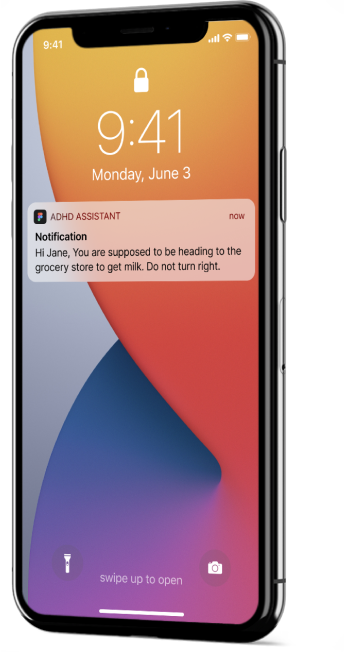 9:41
9:41
Monday, June 3
ADHD ASSISTANT now
Notification
Hi Jane, You are supposed to be heading to the
grocery store to get milk. Do not turn right.
swipe up to open